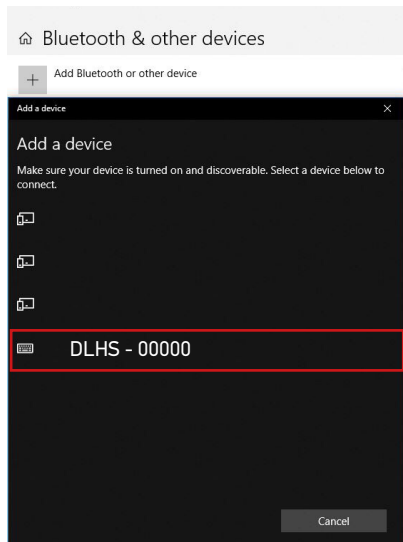 Bluetooth & other devices
Add Bluetooth or other device
Add a device
Add a device
Make sure your device is turned on and discoverable. Select a device below to
connect.
DLHS - 00000
Cancel